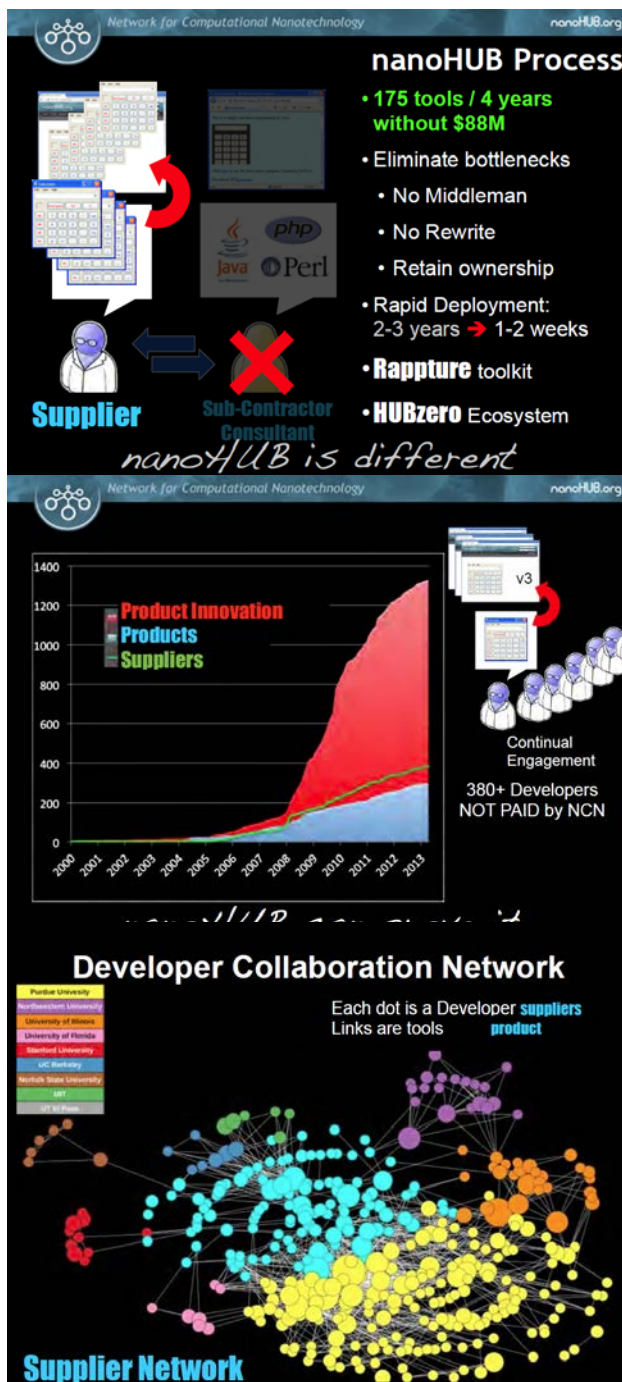 Network for Computational Nanotechnology
nanoHUB.org
nanoHUB Process
• 175 tools / 4 years
without $88M
• Eliminate bottlenecks
• No Middleman
• No Rewrite
• Retain ownership
• Rapid Deployment:
2-3 years ➔ 1-2 weeks
• Rappture toolkit
• HUBzero Ecosystem
Java
php
Perl
Supplier
Sub-Contractor
Consultant
nanoHUB is different
Network for Computational Nanotechnology
nanoHUB.org
1400
1200
1000
800
600
400
200
0
Product Innovation
Products
Suppliers
2000 2001 2002 2003 2004 2005 2006 2007 2008 2009 2010 2011 2012 2013
v3
Continual
Engagement
380+ Developers
NOT PAID by NCN
Developer Collaboration Network
Purdue Univesity
Northwestern University
University of Illinois
University of Florida
Stanford University
UC Berkeley
Norfolk State University
UT El Paso
Each dot is a Developer suppliers
Links are tools product
Supplier Network